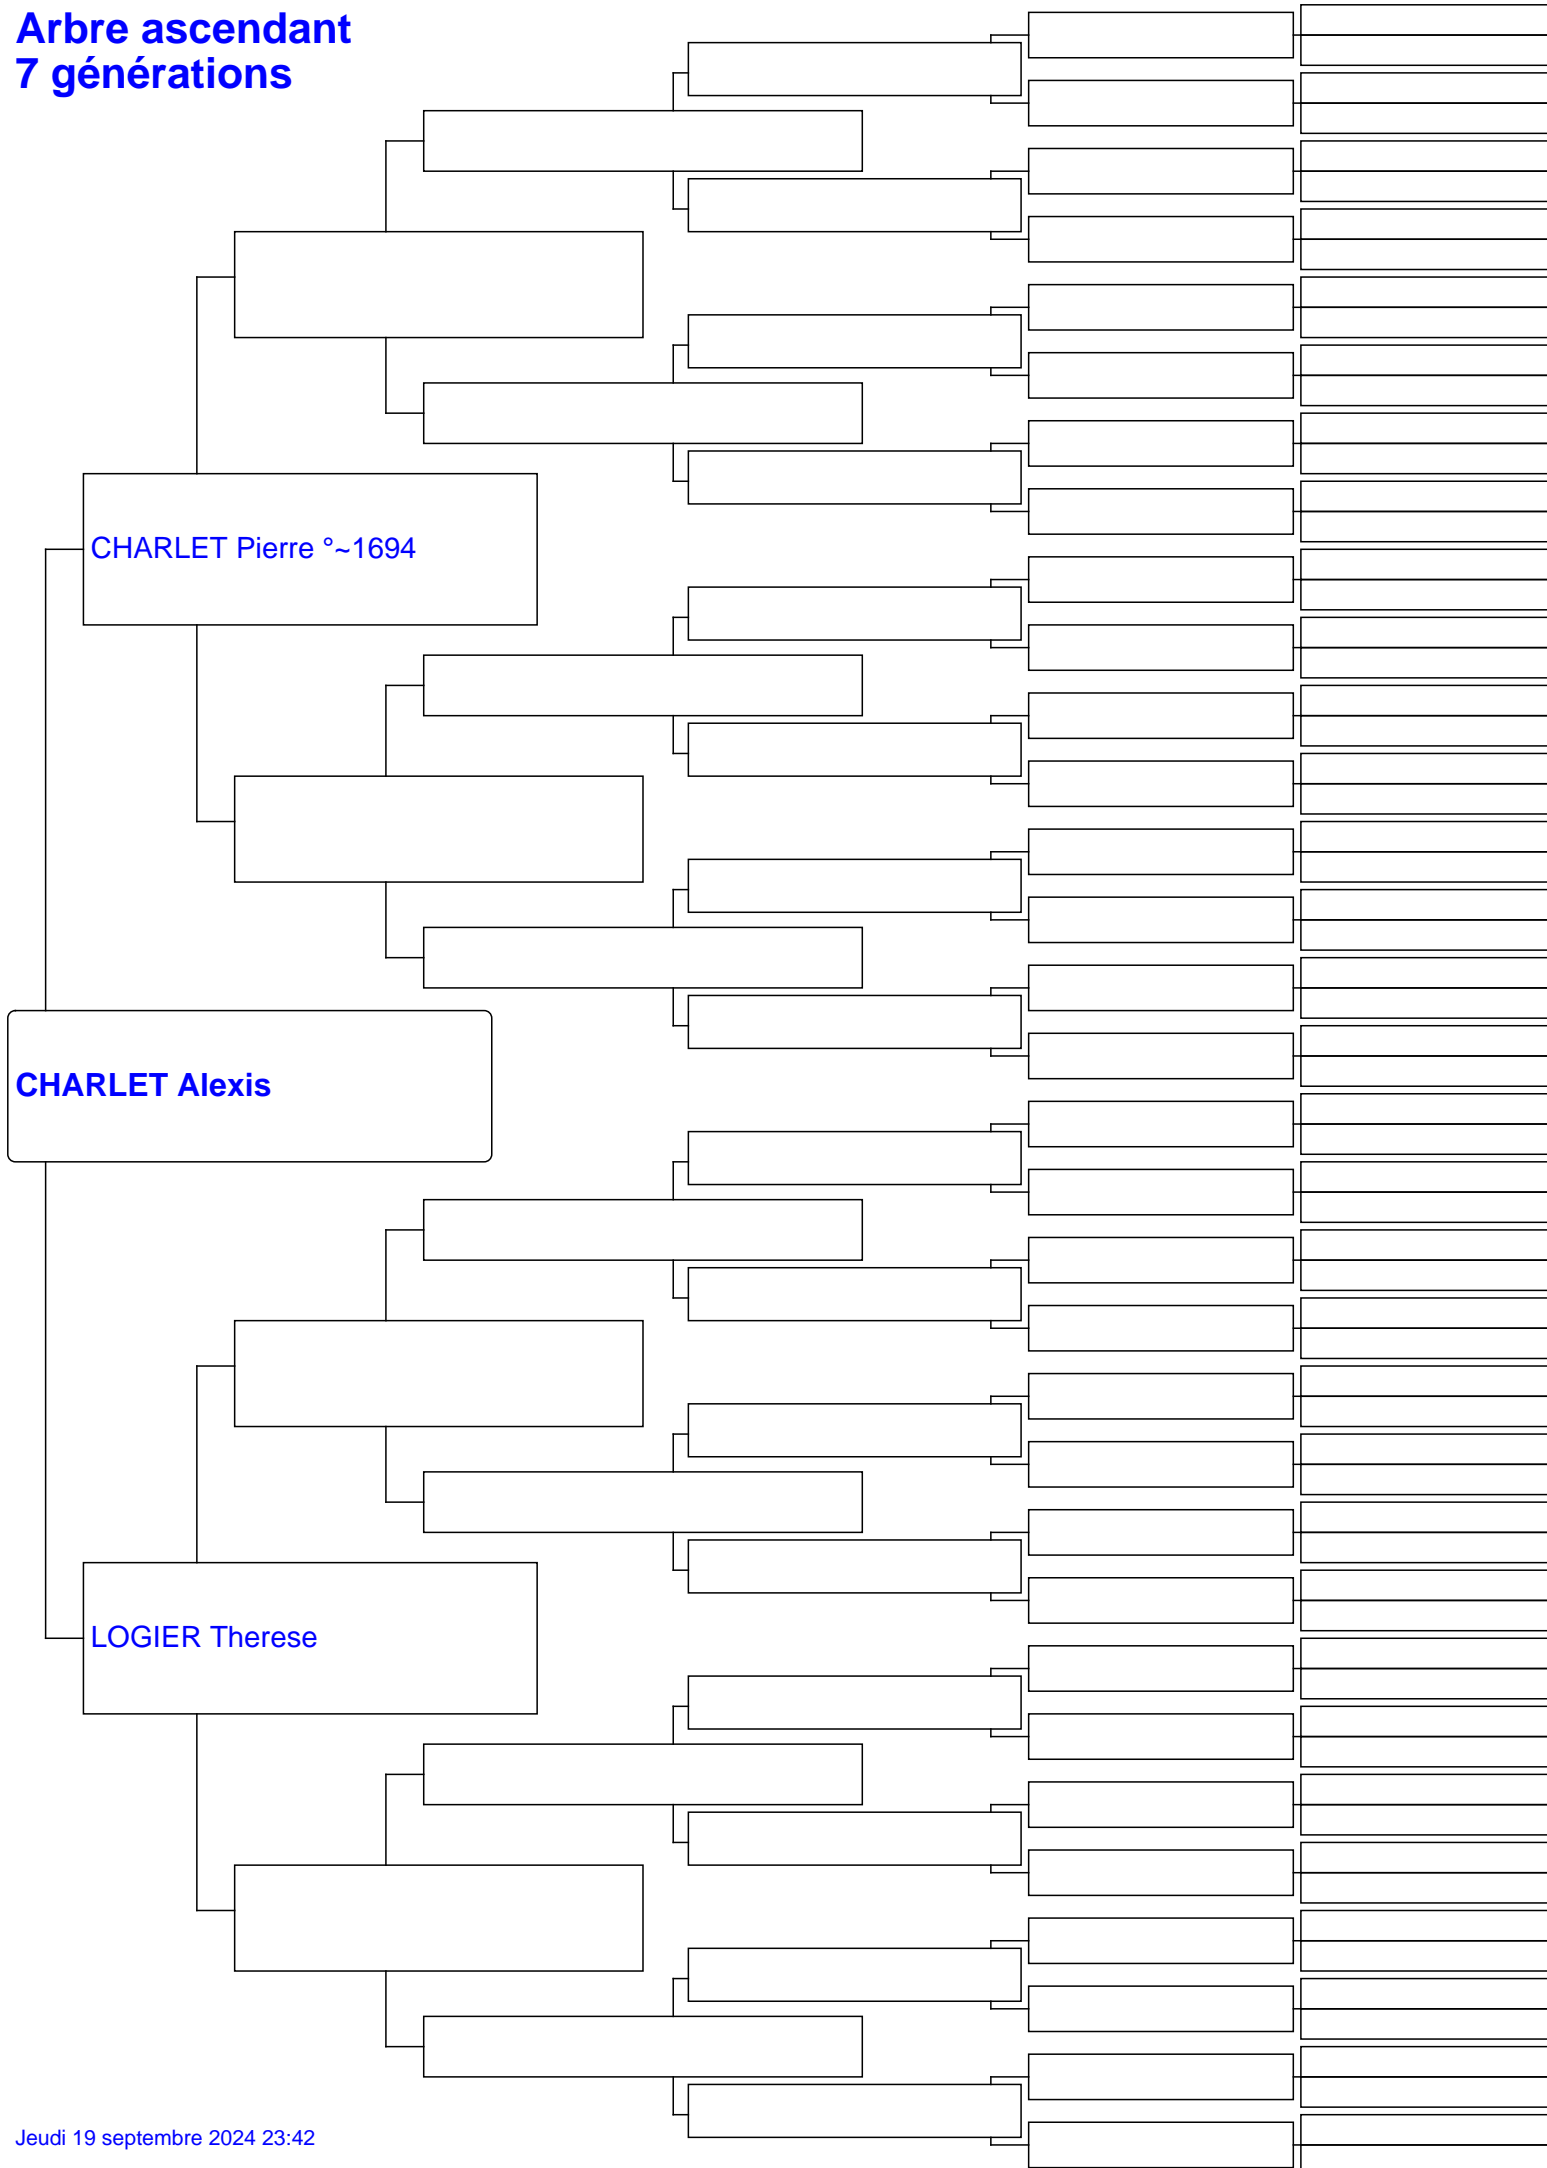 Arbre ascendant
7 générations
CHARLET Pierre °~1694
CHARLET Alexis
LOGIER Therese
Jeudi 19 septembre 2024 23:42